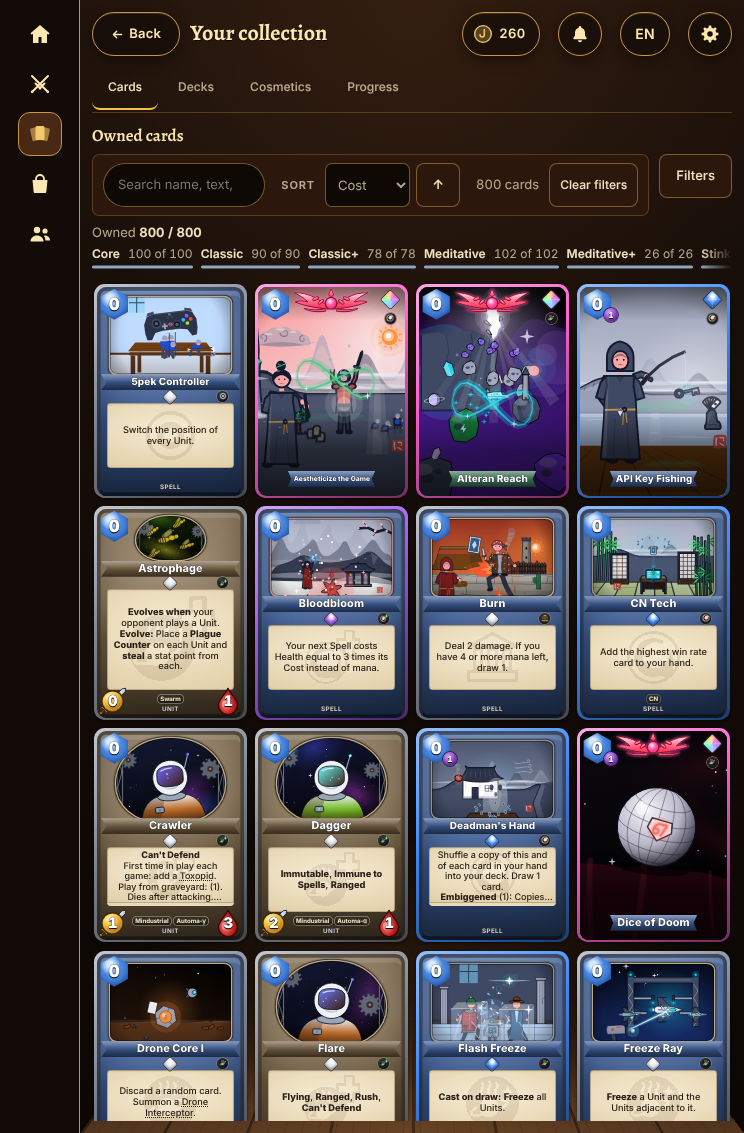 ← Back
Your collection
J 260
EN
Cards Decks Cosmetics Progress
Owned cards
Search name, text,
SORT
Cost
↑
800 cards
Clear filters
Filters
Owned 800 / 800
Core 100 of 100 Classic 90 of 90 Classic+ 78 of 78 Meditative 102 of 102 Meditative+ 26 of 26 Stink
0
5pek Controller
Switch the position of
every Unit.
SPELL
0
Aestheticize the Game
0
Alteran Reach
0
1
API Key Fishing
0
Astrophage
Evolves when your
opponent plays a Unit.
Evolve: Place a Plague
Counter on each Unit and
steal a stat point from
each.
0
Swarm
UNIT
1
0
Bloodbloom
Your next Spell costs
Health equal to 3 times its
Cost instead of mana.
SPELL
0
Burn
Deal 2 damage. If you
have 4 or more mana left,
draw 1.
SPELL
0
CN Tech
Add the highest win rate
card to your hand.
CN
SPELL
0
Crawler
Can't Defend
First time in play each
game: add a Toxopid.
Play from graveyard: (1).
Dies after attacking....
1
Mindustrial Automa-γ
UNIT
3
0
Dagger
Immutable, Immune to
Spells, Ranged
2
Mindustrial Automa-α
UNIT
1
0
1
Deadman's Hand
Shuffle a copy of this and
of each card in your hand
into your deck. Draw 1
card.
Embiggened (1): Copies...
SPELL
0
1
67
Dice of Doom
0
Drone Core I
Discard a random card.
Summon a Drone
Interceptor.
0
Flare
Flying, Ranged, Rush,
Can't Defend
0
Flash Freeze
Cast on draw: Freeze all
Units.
0
Freeze Ray
Freeze a Unit and the
Units adjacent to it.